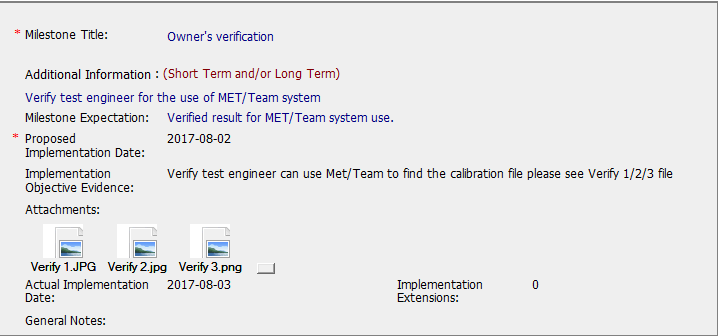 * Milestone Title: Owner's verification
Additional Information : (Short Term and/or Long Term)
Verify test engineer for the use of MET/Team system
Milestone Expectation: Verified result for MET/Team system use.
* Proposed 2017-08-02
Implementation Date:
Implementation Verify test engineer can use Met/Team to find the calibration file please see Verify 1/2/3 file
Objective Evidence:
Attachments:
Verify 1.JPG Verify 2.jpg Verify 3.png
Actual Implementation 2017-08-03 Implementation 0
Date: Extensions:
General Notes: